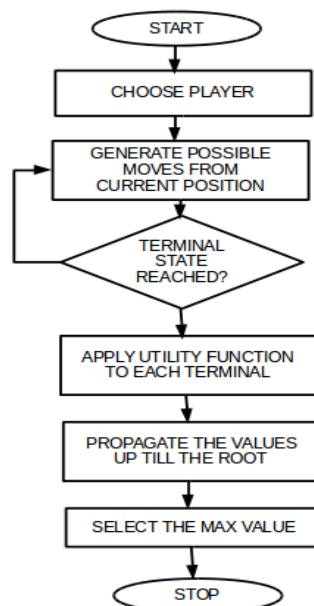 START
CHOOSE PLAYER
GENERATE POSSIBLE
MOVES FROM
CURRENT POSITION
TERMINAL
STATE
REACHED?
APPLY UTILITY FUNCTION
TO EACH TERMINAL
PROPAGATE THE VALUES
UP TILL THE ROOT
SELECT THE MAX VALUE
STOP